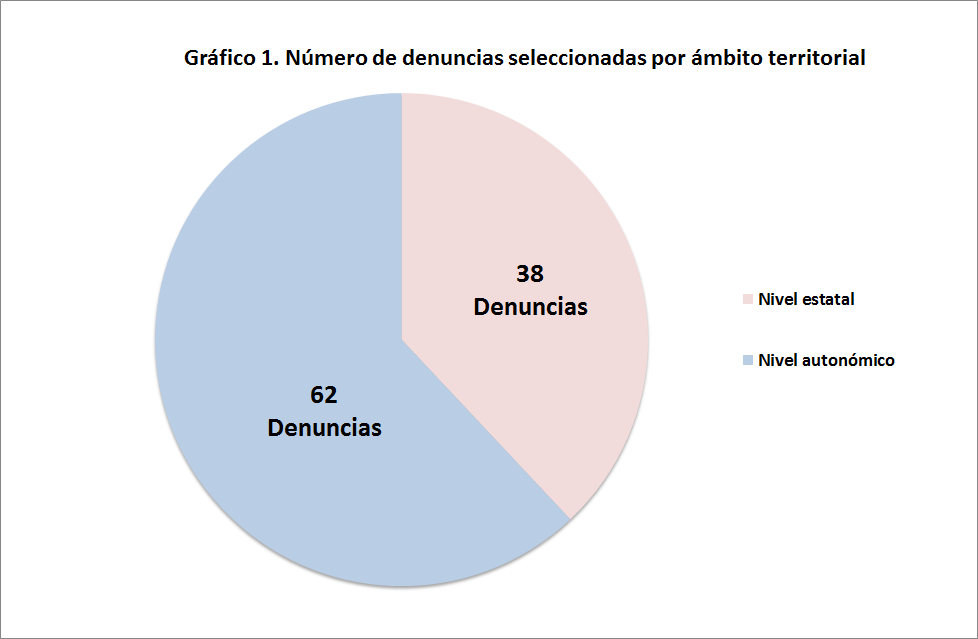 Gráfico 1. Número de denuncias seleccionadas por ámbito territorial
38
Denuncias
62
Denuncias
Nivel estatal
Nivel autonómico